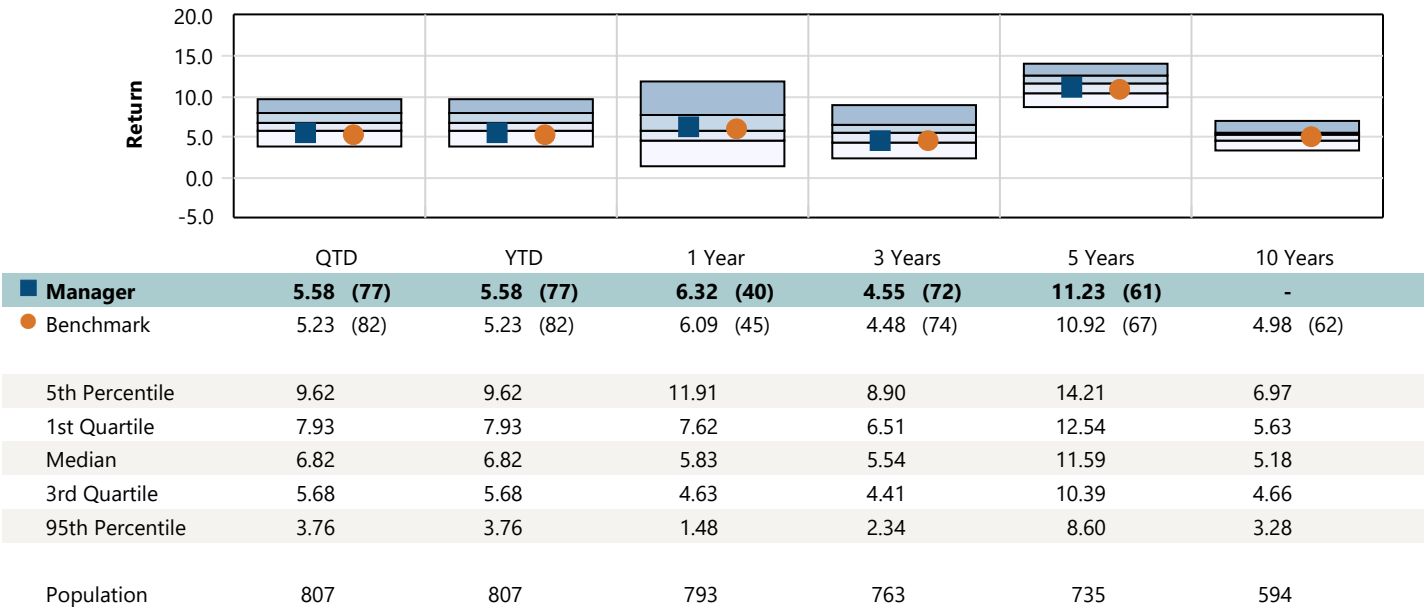 20.0
15.0
10.0
5.0
0.0
-5.0
Return
QTD YTD 1 Year 3 Years 5 Years 10 Years
Manager 5.58 (77) 5.58 (77) 6.32 (40) 4.55 (72) 11.23 (61) -
Benchmark 5.23 (82) 5.23 (82) 6.09 (45) 4.48 (74) 10.92 (67) 4.98 (62)
5th Percentile 9.62 9.62 11.91 8.90 14.21 6.97
1st Quartile 7.93 7.93 7.62 6.51 12.54 5.63
Median 6.82 6.82 5.83 5.54 11.59 5.18
3rd Quartile 5.68 5.68 4.63 4.41 10.39 4.66
95th Percentile 3.76 3.76 1.48 2.34 8.60 3.28
Population 807 807 793 763 735 594